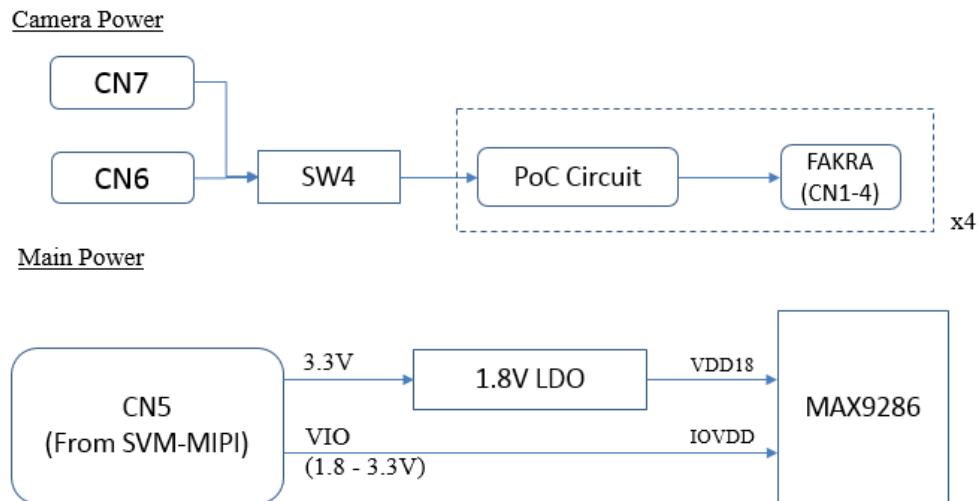 Camera Power
CN7
CN6
SW4
PoC Circuit
FAKRA
(CN1-4)
x4
Main Power
CN5
(From SVM-MIPI)
3.3V
1.8V LDO
VDD18
VIO
(1.8 - 3.3V)
IOVDD
MAX9286